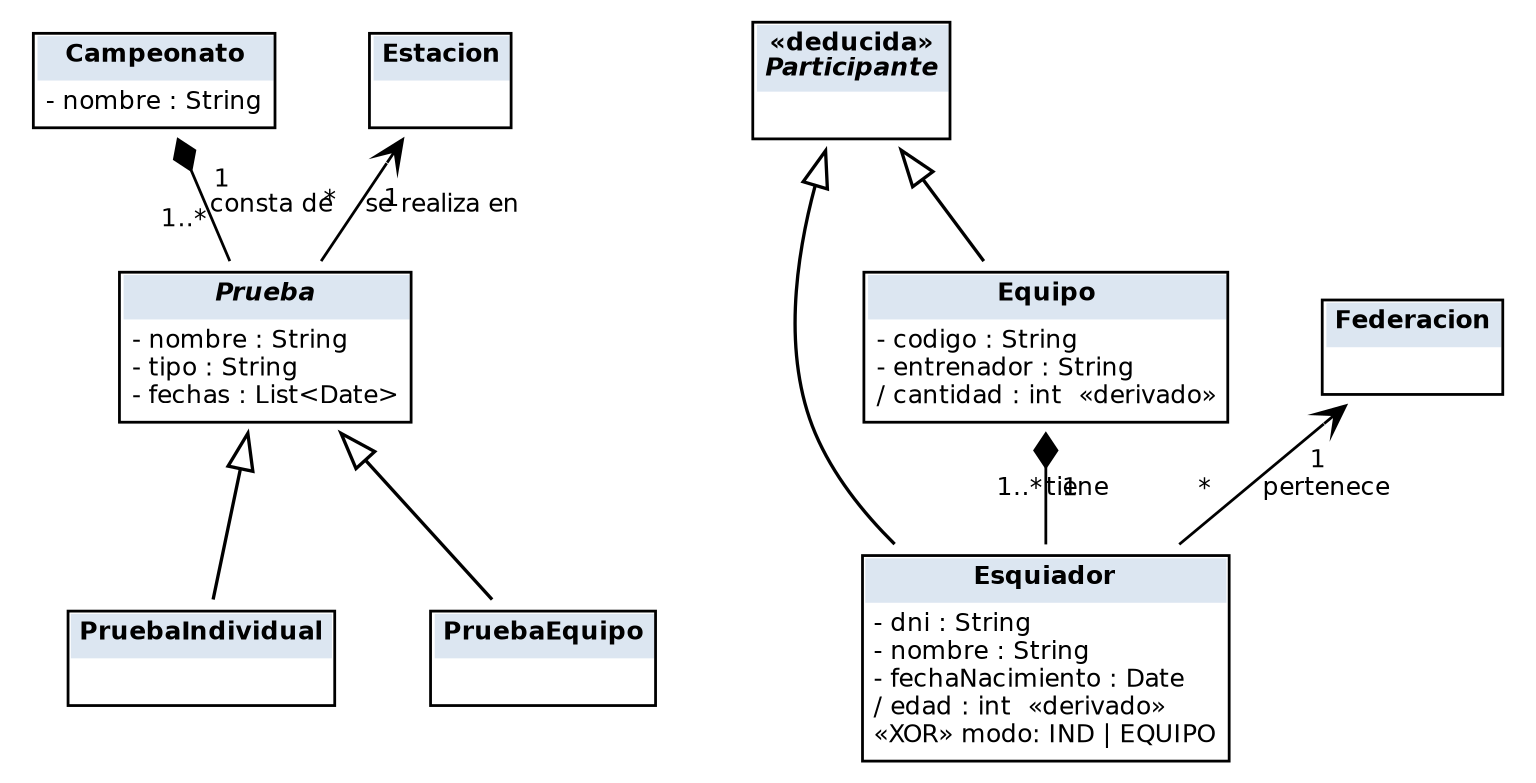 Campeonato
- nombre : String
Estacion
«deducida»
Participante
1
consta de
1..*
*
1
se realiza en
Prueba
- nombre : String
- tipo : String
- fechas : List<Date>
Equipo
- codigo : String
- entrenador : String
/ cantidad : int «derivado»
Federacion
1..*
tiene
1
*
1
pertenece
PruebaIndividual
PruebaEquipo
Esquiador
- dni : String
- nombre : String
- fechaNacimiento : Date
/ edad : int «derivado»
«XOR» modo: IND | EQUIPO